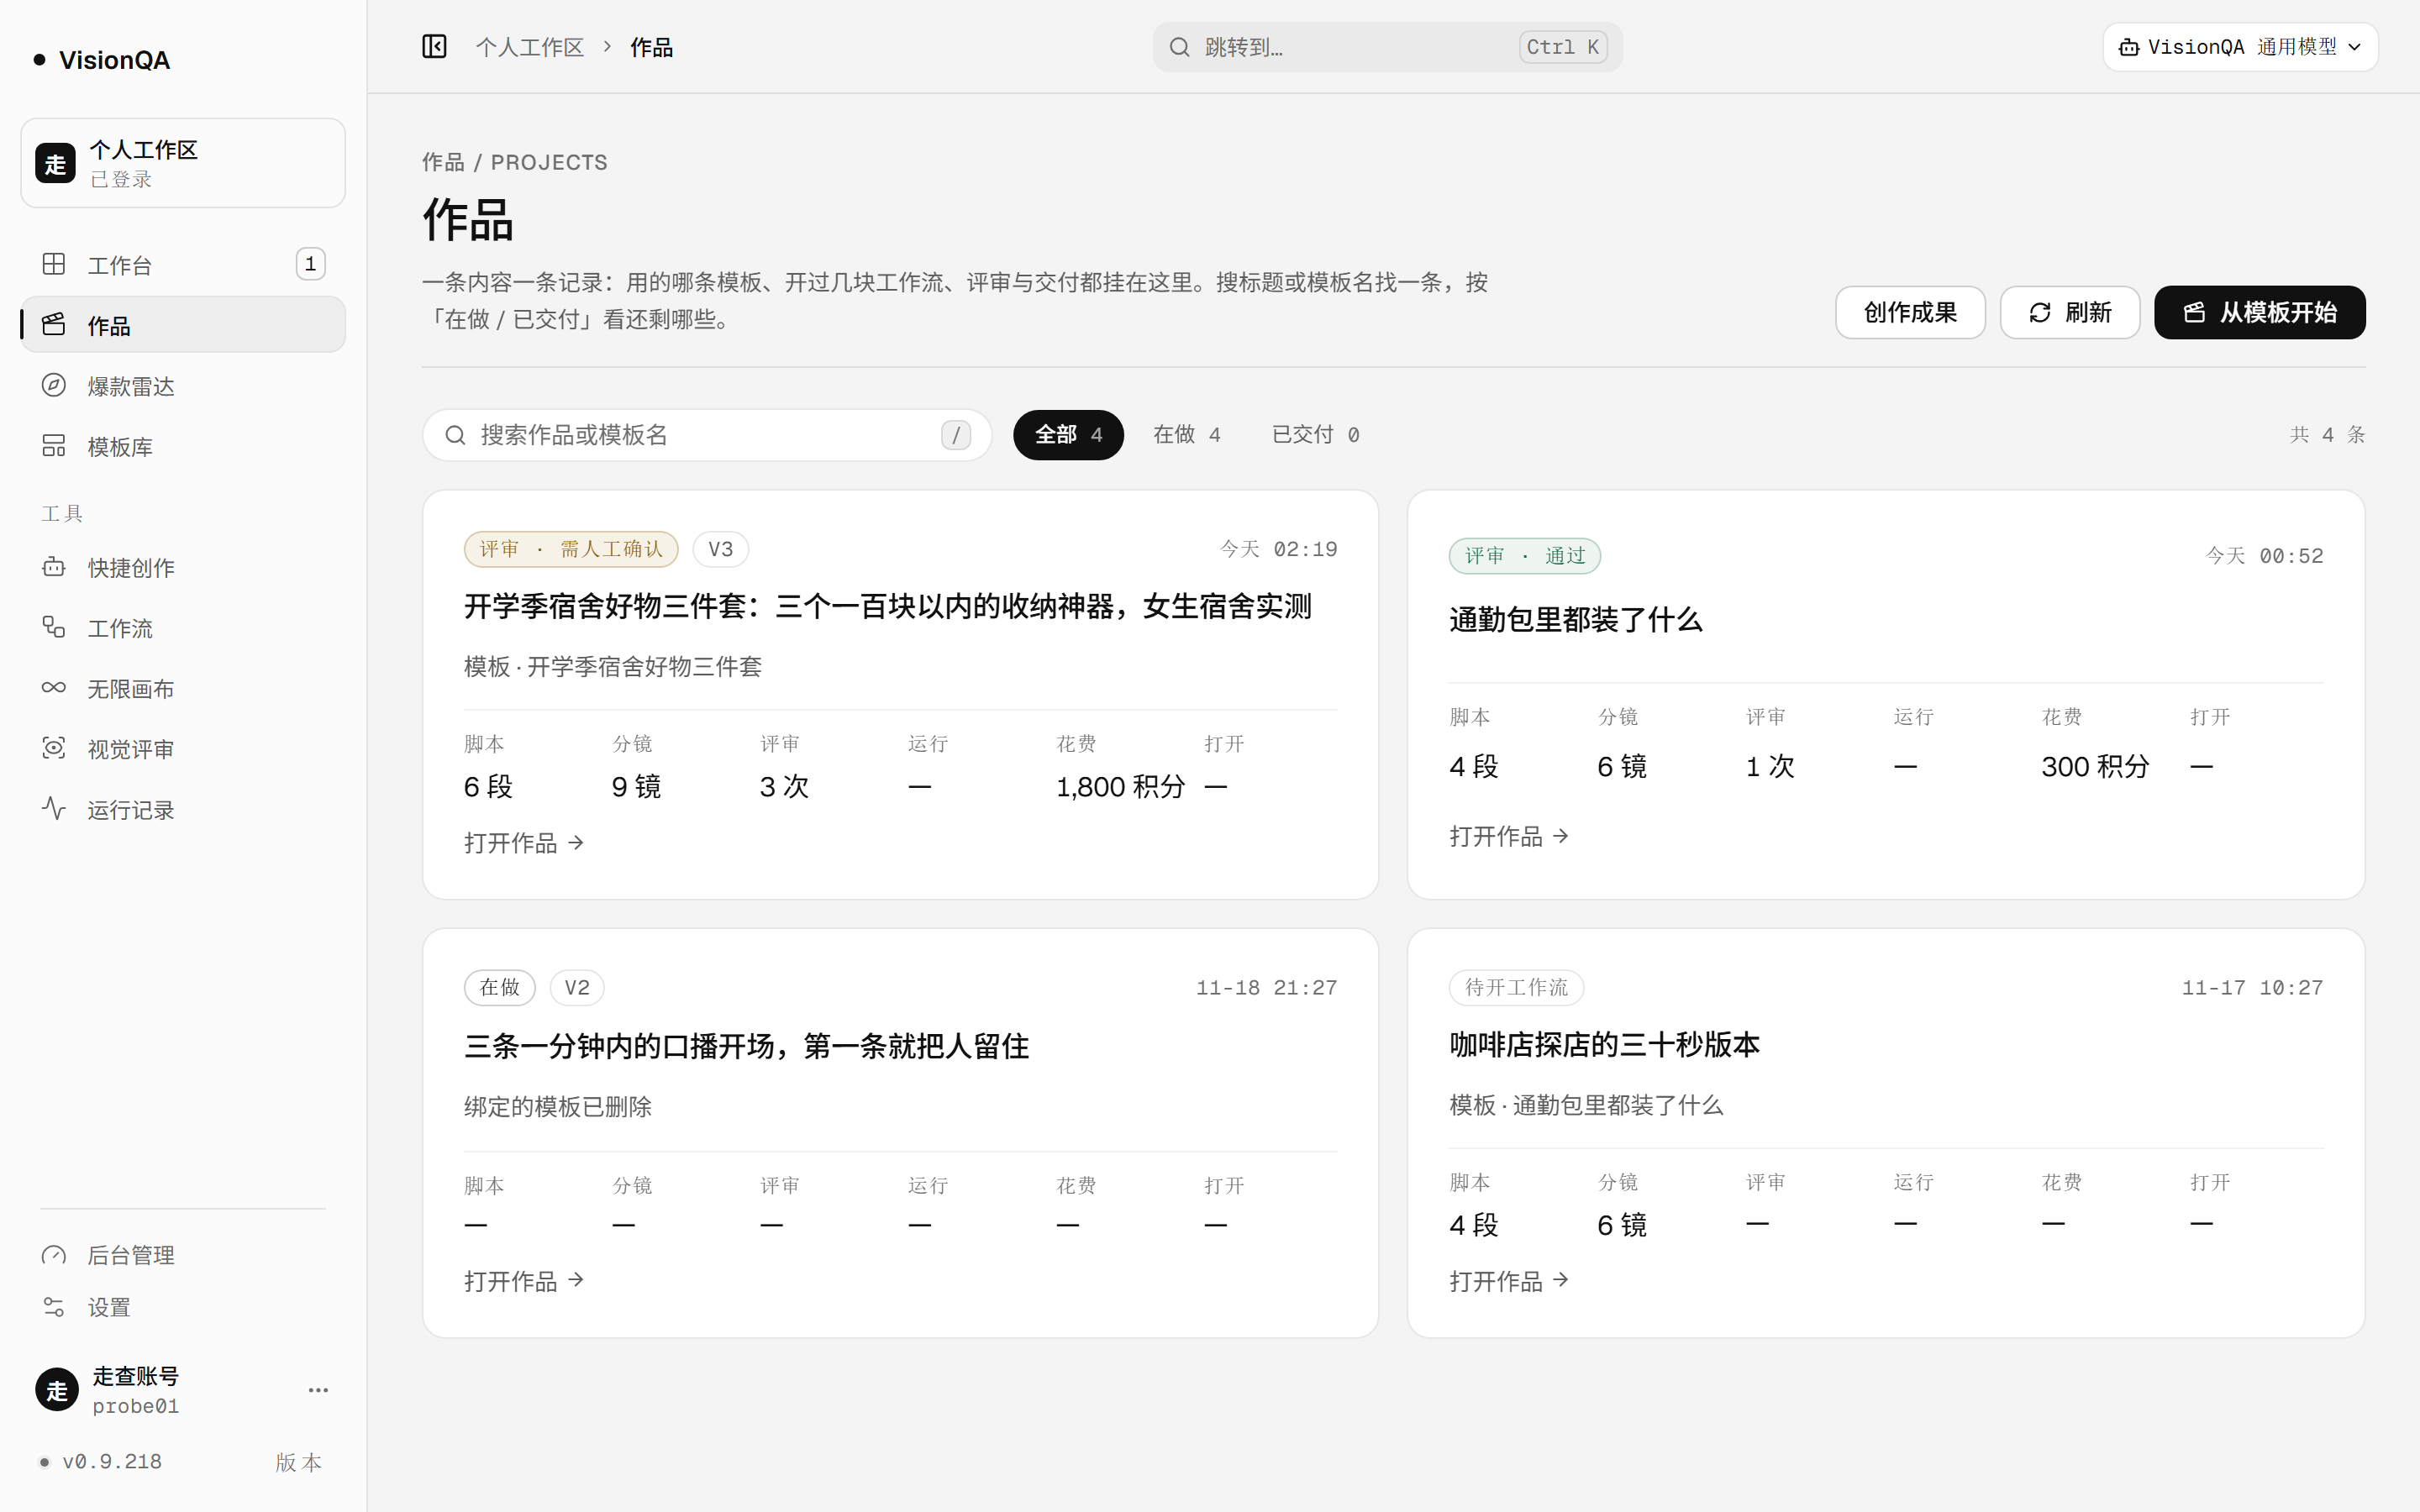 VisionQA
走
个人工作区
已登录
工作台
1
作品
爆款雷达
模板库
工具
快捷创作
工作流
无限画布
视觉评审
运行记录
后台管理
设置
走
走查账号
probe01
v0.9.218
版本
个人工作区 > 作品
跳转到...
Ctrl K
VisionQA 通用模型
作品 / PROJECTS
作品
一条内容一条记录：用的哪条模板、开过几块工作流、评审与交付都挂在这里。搜标题或模板名找一条，按
「在做 / 已交付」看还剩哪些。
创作成果
刷新
从模板开始
搜索作品或模板名
/
全部 4
在做 4
已交付 0
共 4 条
评审 · 需人工确认
V3
今天 02:19
开学季宿舍好物三件套：三个一百块以内的收纳神器，女生宿舍实测
模板 · 开学季宿舍好物三件套
脚本 分镜 评审 运行 花费 打开
6 段 9 镜 3 次 — 1,800 积分 —
打开作品 →
评审 · 通过
今天 00:52
通勤包里都装了什么
脚本 分镜 评审 运行 花费 打开
4 段 6 镜 1 次 — 300 积分 —
打开作品 →
在做
V2
11-18 21:27
三条一分钟内的口播开场，第一条就把人留住
绑定的模板已删除
脚本 分镜 评审 运行 花费 打开
— — — — — —
打开作品 →
待开工作流
11-17 10:27
咖啡店探店的三十秒版本
模板 · 通勤包里都装了什么
脚本 分镜 评审 运行 花费 打开
4 段 6 镜 — — — —
打开作品 →